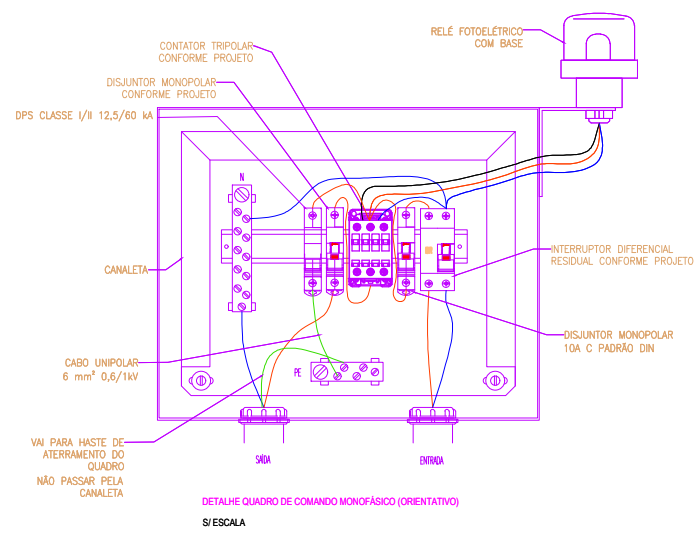 RELÉ FOTOELÉTRICO
COM BASE
CONTATOR TRIPOLAR
CONFORME PROJETO
DISJUNTOR MONOPOLAR
CONFORME PROJETO
DPS CLASSE I/II 12,5/60 kA
N
INTERRUPTOR DIFERENCIAL
RESIDUAL CONFORME PROJETO
CANALETA
DISJUNTOR MONOPOLAR
10A C PADRÃO DIN
CABO UNIPOLAR
6 mm² 0,6/1kV
PE
VAI PARA HASTE DE
ATERRAMENTO DO
QUADRO
NÃO PASSAR PELA
CANALETA
SAÍDA
ENTRADA
DETALHE QUADRO DE COMANDO MONOFÁSICO (ORIENTATIVO)
S/ ESCALA